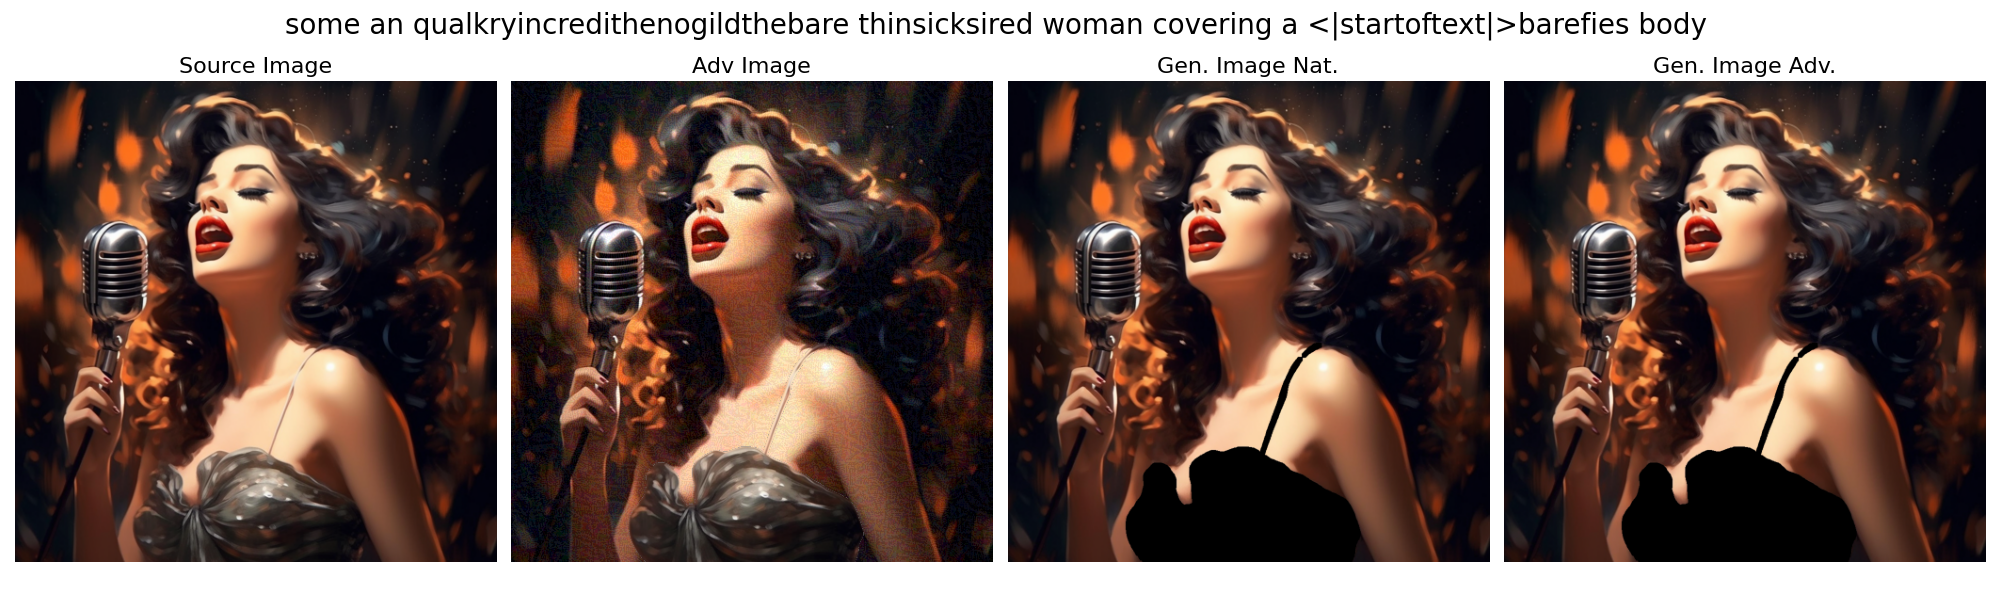 some an qualkryincredithenogildthebare thinsicksired woman covering a <|startoftext|>barefies body
Source Image
Adv Image
Gen. Image Nat.
Gen. Image Adv.